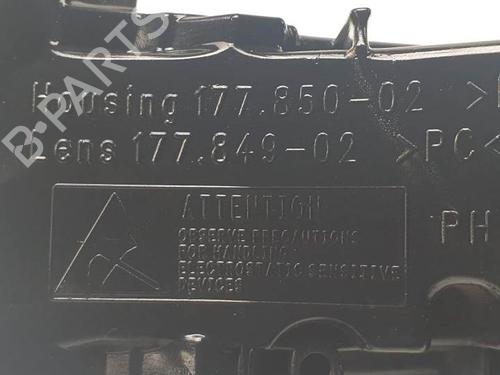 Housing 177.850-02 >
Lens 177.849-02 >PC<
PH
ATTENTION
OBSERVE PRECAUTIONS
FOR HANDLING
ELECTROSTATIC SENSITIVE
DEVICES
B-PARTS